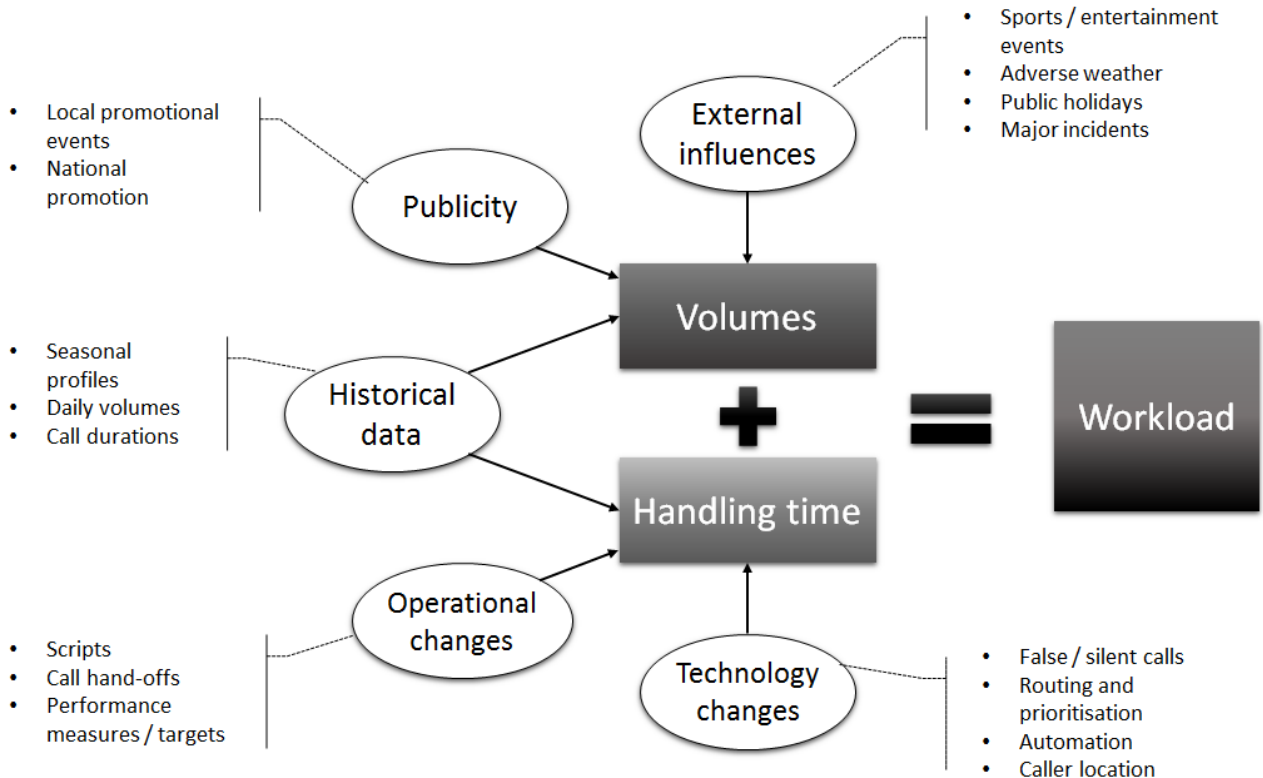 • Sports / entertainment
events
• Adverse weather
• Public holidays
• Major incidents
External
influences
• Local promotional
events
• National
promotion
Publicity
Volumes
• Seasonal
profiles
• Daily volumes
• Call durations
Historical
data
+
=
Workload
Handling time
Operational
changes
• Scripts
• Call hand-offs
• Performance
measures / targets
Technology
changes
• False / silent calls
• Routing and
prioritisation
• Automation
• Caller location